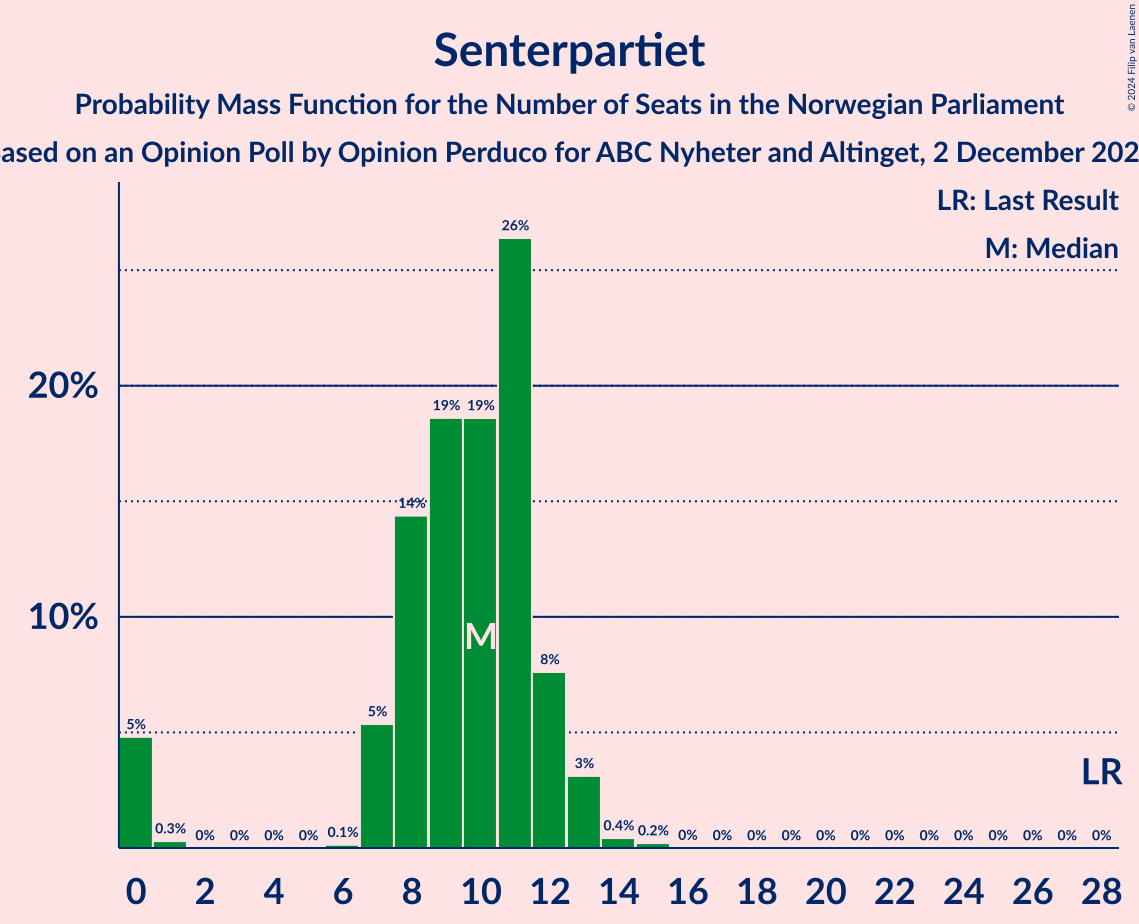 Senterpartiet
Probability Mass Function for the Number of Seats in the Norwegian Parliament
ased on an Opinion Poll by Opinion Perduco for ABC Nyheter and Altinget, 2 December 202
© 2024 Filip van Laenen
LR: Last Result
M: Median
26%
20%
19% 19%
14%
10%
M
8%
5% 5%
3%
LR
0.3% 0% 0% 0% 0% 0.1% 0.4% 0.2% 0% 0% 0% 0% 0% 0% 0% 0% 0% 0% 0% 0% 0%
0 2 4 6 8 10 12 14 16 18 20 22 24 26 28